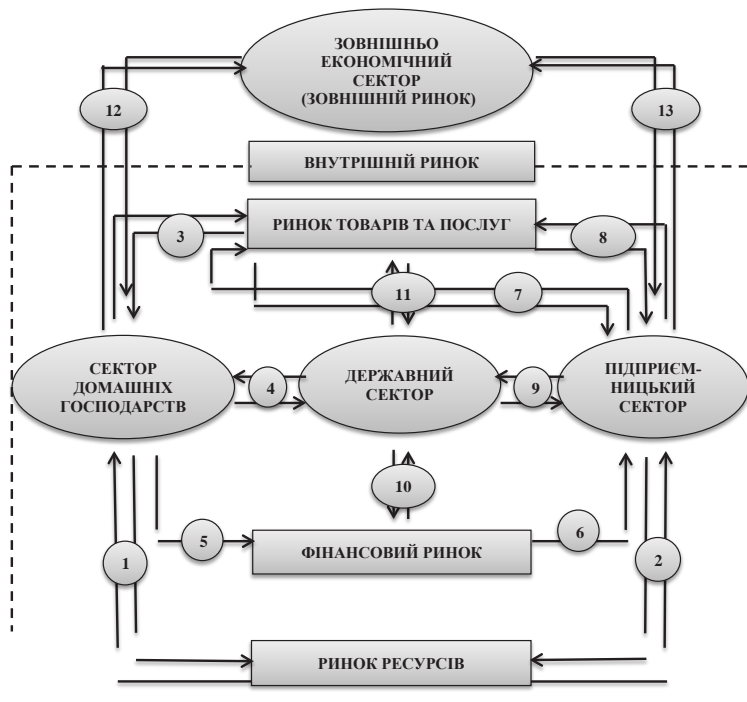 ЗОВНІШНЬО
ЕКОНОМІЧНИЙ
СЕКТОР
(ЗОВНІШНІЙ РИНОК)
12
13
ВНУТРІШНІЙ РИНОК
РИНОК ТОВАРІВ ТА ПОСЛУГ
3
8
11
7
СЕКТОР
ДОМАШНІХ
ГОСПОДАРСТВ
4
ДЕРЖАВНИЙ
СЕКТОР
9
ПІДПРИЄМ-
НИЦЬКИЙ
СЕКТОР
10
5
ФІНАНСОВИЙ РИНОК
6
1
2
РИНОК РЕСУРСІВ